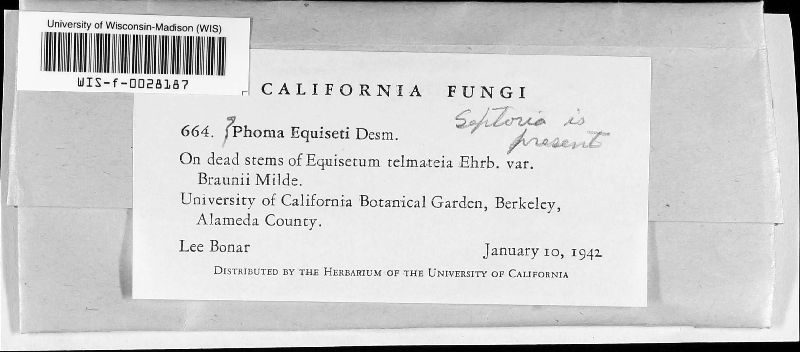 University of Wisconsin-Madison (WIS)
WIS-f-0028187
CALIFORNIA FUNGI
664. ?Phoma Equiseti Desm.
Septoria is
present
On dead stems of Equisetum telmateia Ehrb. var.
Braunii Milde.
University of California Botanical Garden, Berkeley,
Alameda County.
Lee Bonar January 10, 1942
DISTRIBUTED BY THE HERBARIUM OF THE UNIVERSITY OF CALIFORNIA